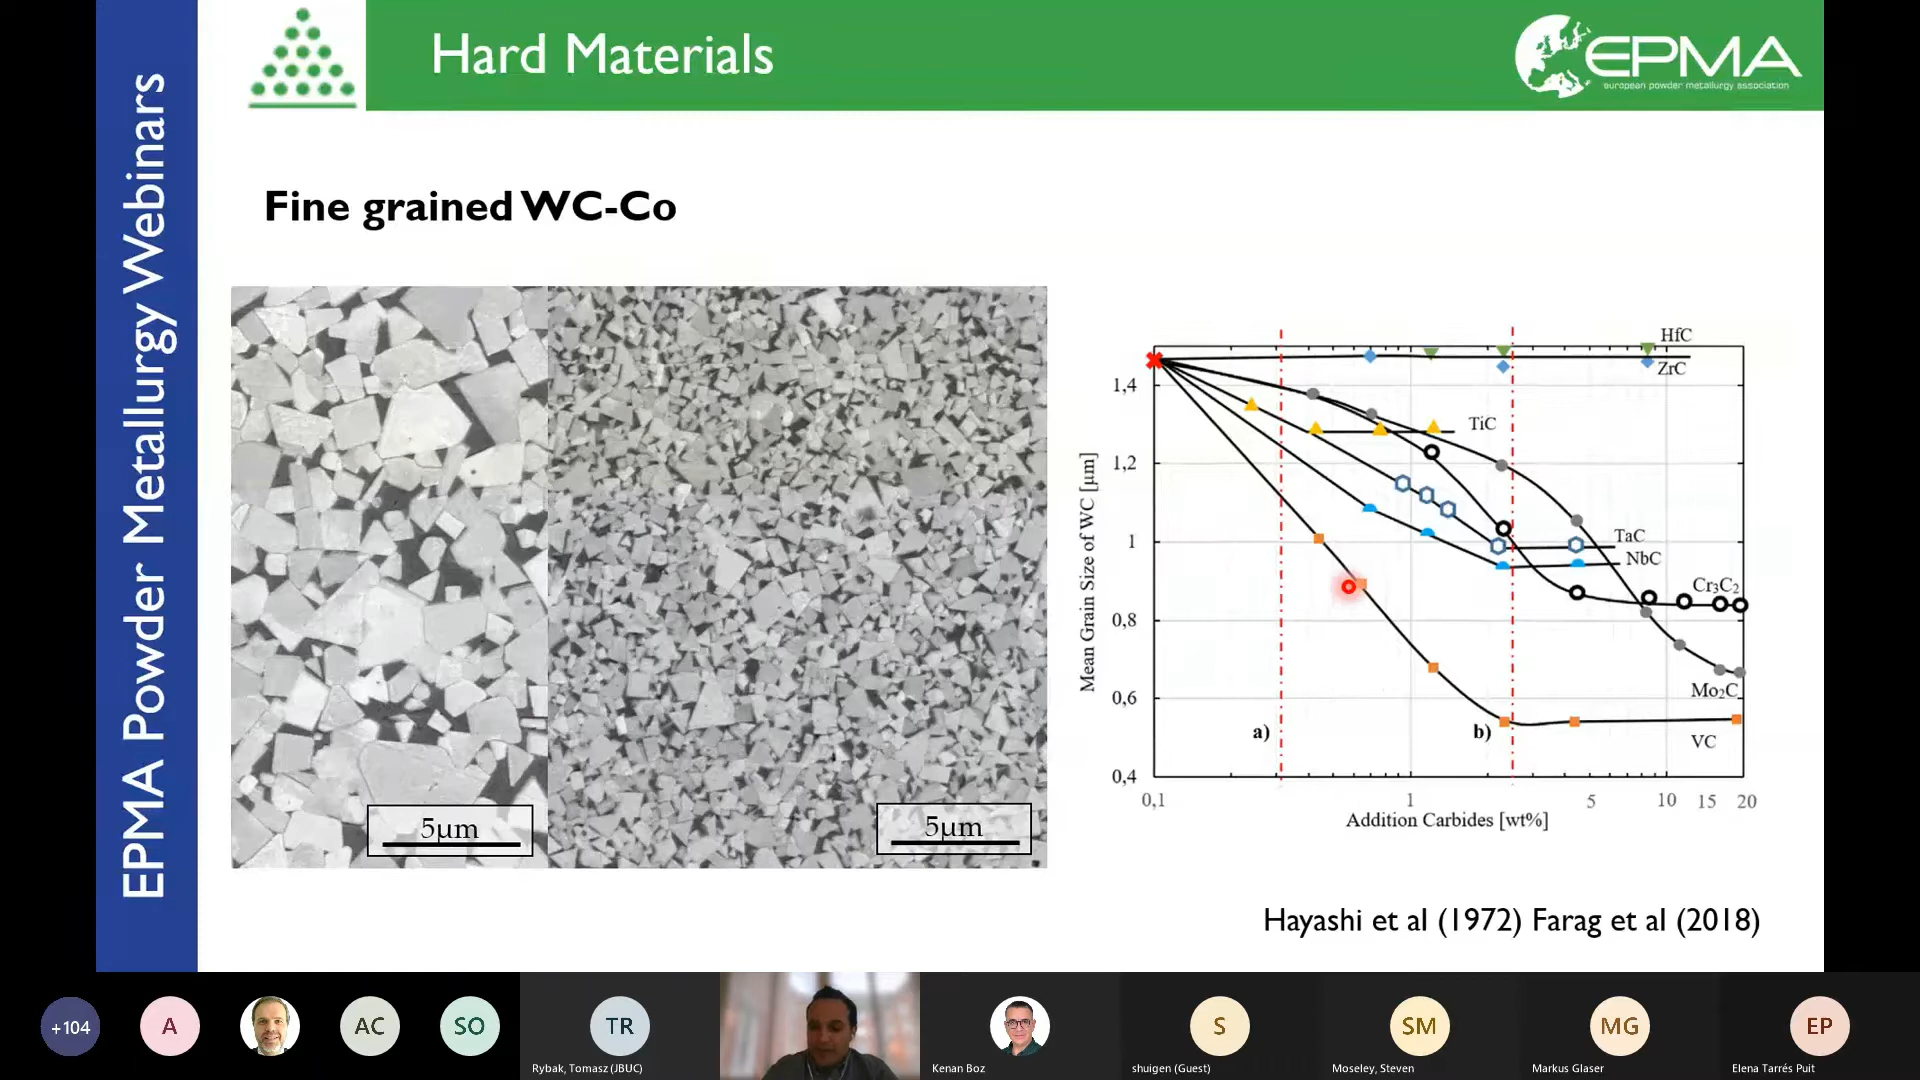 EPMA Powder Metallurgy Webinars
Hard Materials
EPMA
european powder metallurgy association
Fine grained WC-Co
5μm
5μm
Mean Grain Size of WC [μm]
1,4
1,2
1
0,8
0,6
0,4
HfC
ZrC
TiC
TaC
NbC
Cr₃C₂
Mo₂C
VC
a)
b)
0,1
1
5
10
15
20
Addition Carbides [wt%]
Hayashi et al (1972) Farag et al (2018)
+104
A
AC
SO
TR
S
SM
MG
EP
Rybak, Tomasz (JBUC)
Kenan Boz
shuigen (Guest)
Moseley, Steven
Markus Glaser
Elena Tarrés Puit